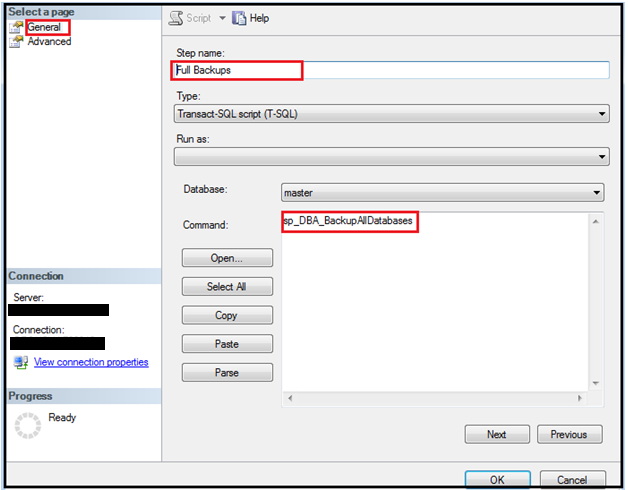 Select a page
General
Advanced
Script
Help
Step name:
Full Backups
Type:
Transact-SQL script (T-SQL)
Run as:
Database:
master
Command:
sp_DBA_BackupAllDatabases
Open...
Select All
Copy
Paste
Parse
Connection
Server:
Connection:
View connection properties
Progress
Ready
Next
Previous
OK
Cancel